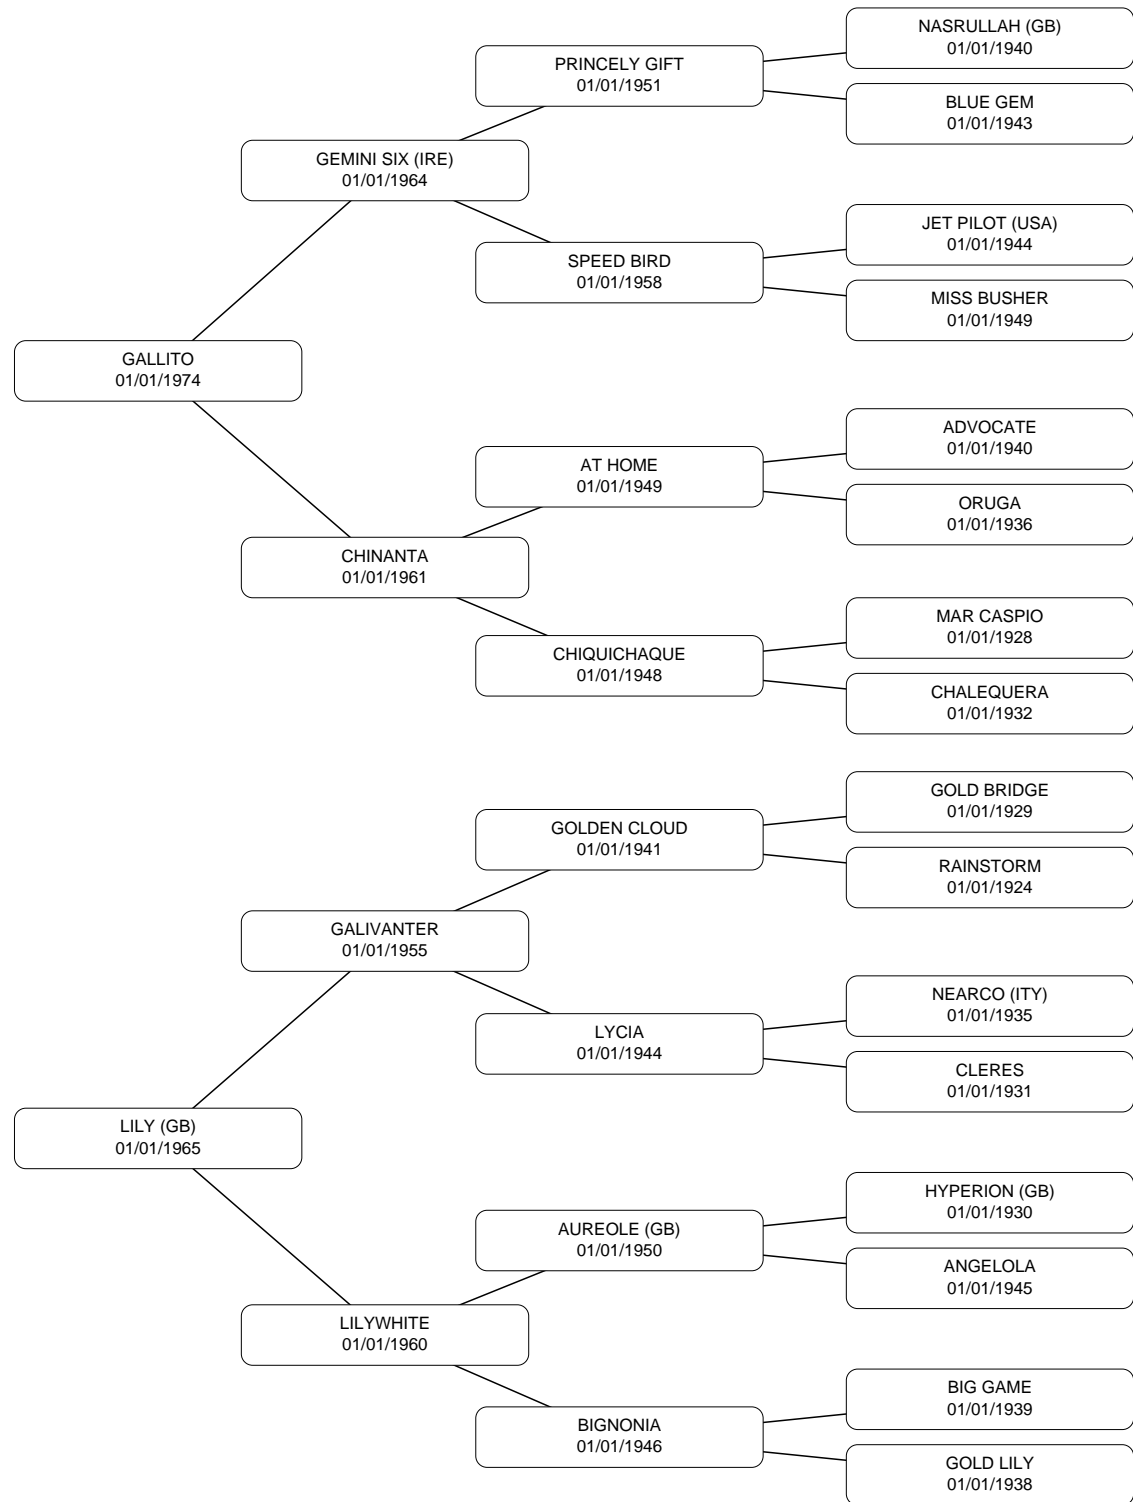 NASRULLAH (GB)
01/01/1940
PRINCELY GIFT
01/01/1951
BLUE GEM
01/01/1943
GEMINI SIX (IRE)
01/01/1964
JET PILOT (USA)
01/01/1944
SPEED BIRD
01/01/1958
MISS BUSHER
01/01/1949
GALLITO
01/01/1974
ADVOCATE
01/01/1940
AT HOME
01/01/1949
ORUGA
01/01/1936
CHINANTA
01/01/1961
MAR CASPIO
01/01/1928
CHIQUICHAQUE
01/01/1948
CHALEQUERA
01/01/1932
GOLD BRIDGE
01/01/1929
GOLDEN CLOUD
01/01/1941
RAINSTORM
01/01/1924
GALIVANTER
01/01/1955
NEARCO (ITY)
01/01/1935
LYCIA
01/01/1944
CLERES
01/01/1931
LILY (GB)
01/01/1965
HYPERION (GB)
01/01/1930
AUREOLE (GB)
01/01/1950
ANGELOLA
01/01/1945
LILYWHITE
01/01/1960
BIG GAME
01/01/1939
BIGNONIA
01/01/1946
GOLD LILY
01/01/1938